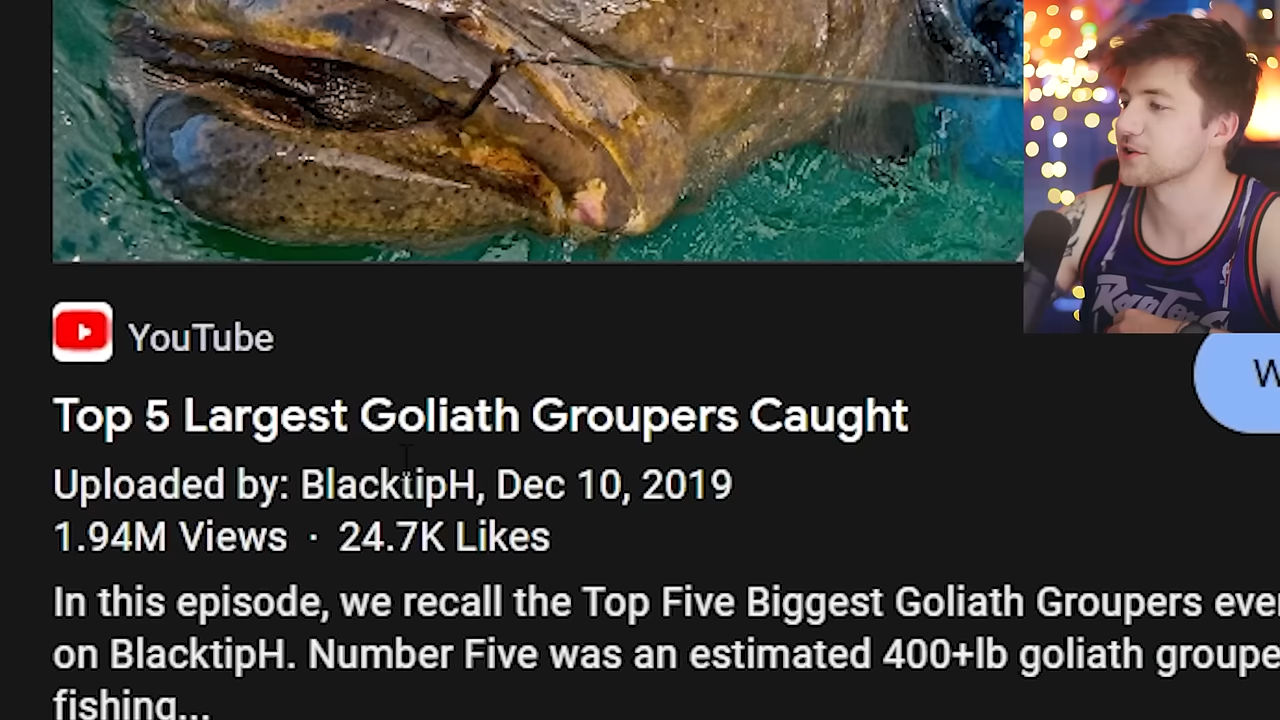 Raptors
YouTube
W
Top 5 Largest Goliath Groupers Caught
Uploaded by: BlacktipH, Dec 10, 2019
1.94M Views · 24.7K Likes
In this episode, we recall the Top Five Biggest Goliath Groupers eve
on BlacktipH. Number Five was an estimated 400+lb goliath groupe
fishing...